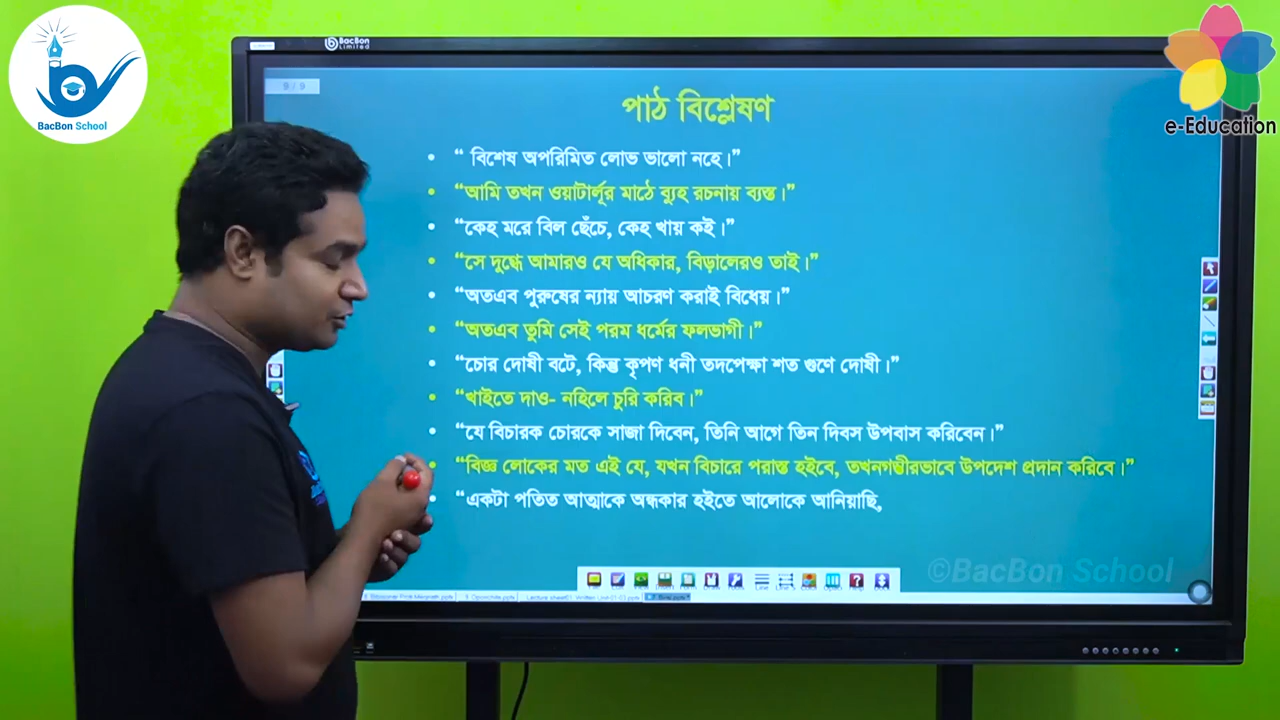 BacBon School
BacBon
Limited
e-Education
9 / 9
পাঠ বিশ্লেষণ
• “ বিশেষ অপরিমিত লোভ ভালো নহে।”
• “আমি তখন ওয়াটার্লূর মাঠে ব্যুহ রচনায় ব্যস্ত।”
• “কেহ মরে বিল ছেঁচে, কেহ খায় কই।”
• “সে দুগ্ধে আমারও যে অধিকার, বিড়ালেরও তাই।”
• “অতএব পুরুষের ন্যায় আচরণ করাই বিধেয়।”
• “অতএব তুমি সেই পরম ধর্মের ফলভাগী।”
• “চোর দোষী বটে, কিন্তু কৃপণ ধনী তদপেক্ষা শত গুণে দোষী।”
• “খাইতে দাও- নহিলে চুরি করিব।”
• “যে বিচারক চোরকে সাজা দিবেন, তিনি আগে তিন দিবস উপবাস করিবেন।”
• “বিজ্ঞ লোকের মত এই যে, যখন বিচারে পরাস্ত হইবে, তখনগম্ভীরভাবে উপদেশ প্রদান করিবে।”
• “একটা পতিত আত্মাকে অন্ধকার হইতে আলোকে আনিয়াছি,
©BacBon School